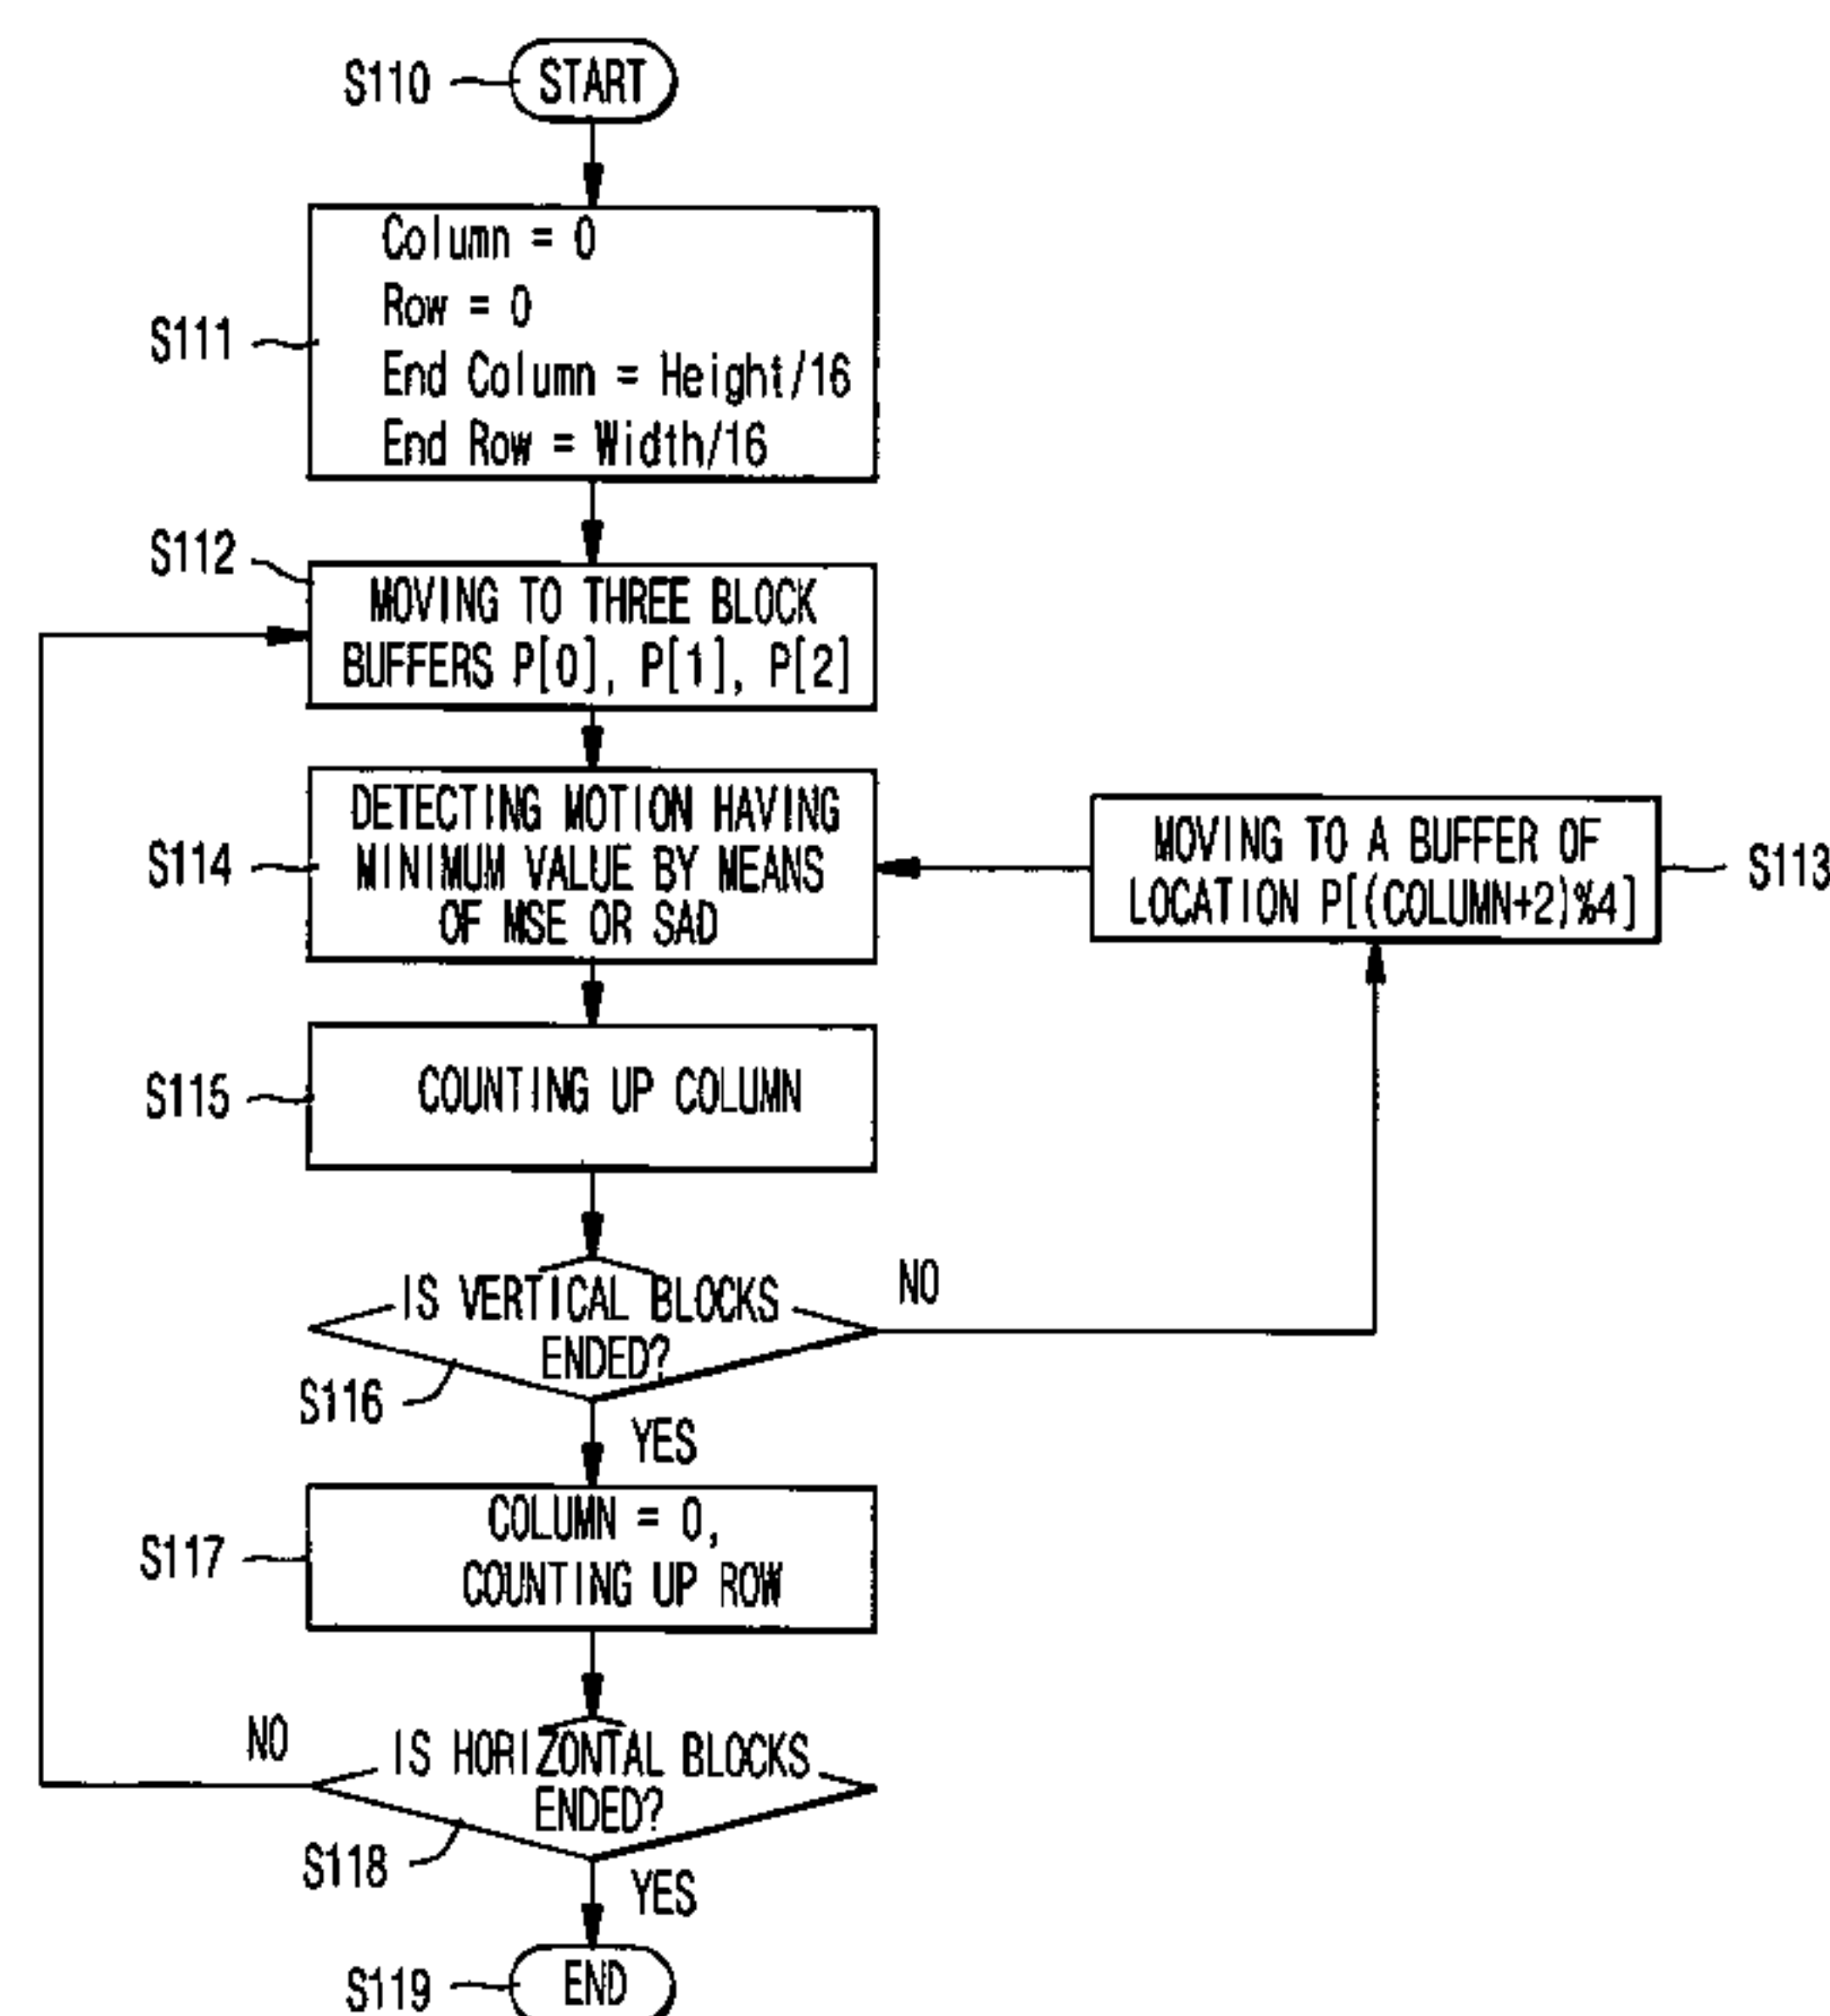 S110
START
S111
Column = 0
Row = 0
End Column = Height/16
End Row = Width/16
S112
MOVING TO THREE BLOCK
BUFFERS P[0], P[1], P[2]
S114
DETECTING MOTION HAVING
MINIMUM VALUE BY MEANS
OF MSE OR SAD
MOVING TO A BUFFER OF
LOCATION P[(COLUMN+2)%4]
S113
S115
COUNTING UP COLUMN
IS VERTICAL BLOCKS
ENDED?
NO
S116
YES
S117
COLUMN = 0,
COUNTING UP ROW
NO
IS HORIZONTAL BLOCKS
ENDED?
S118
YES
S119
END